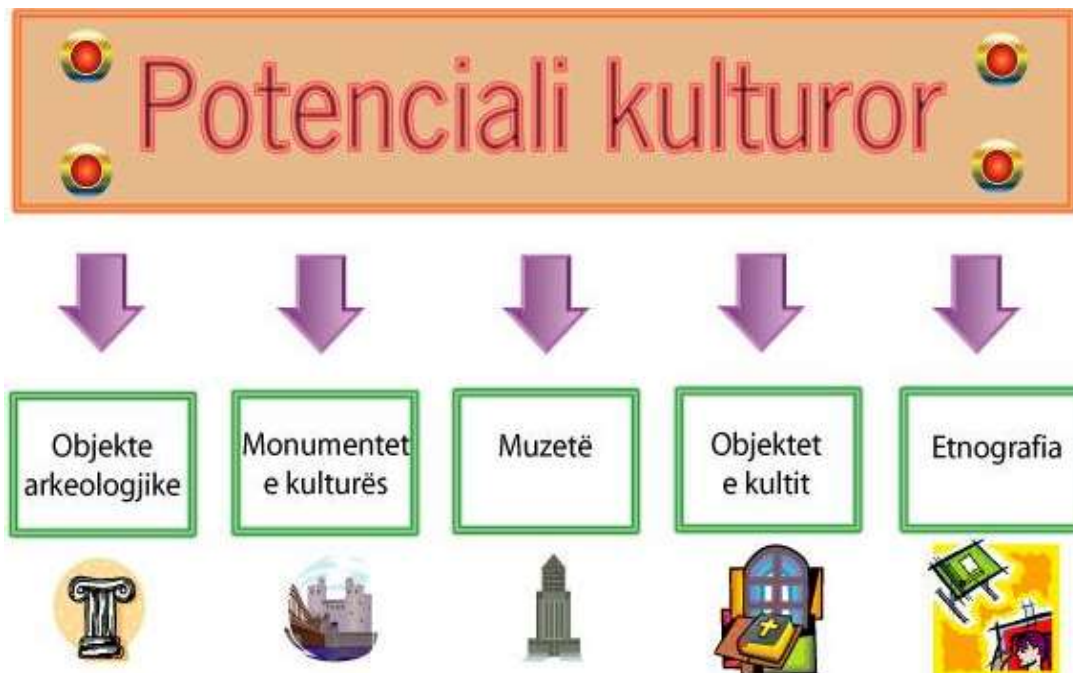 Potenciali kulturor
Objekte
arkeologjike
Monumentet
e kulturës
Muzetë
Objektet
e kultit
Etnografia